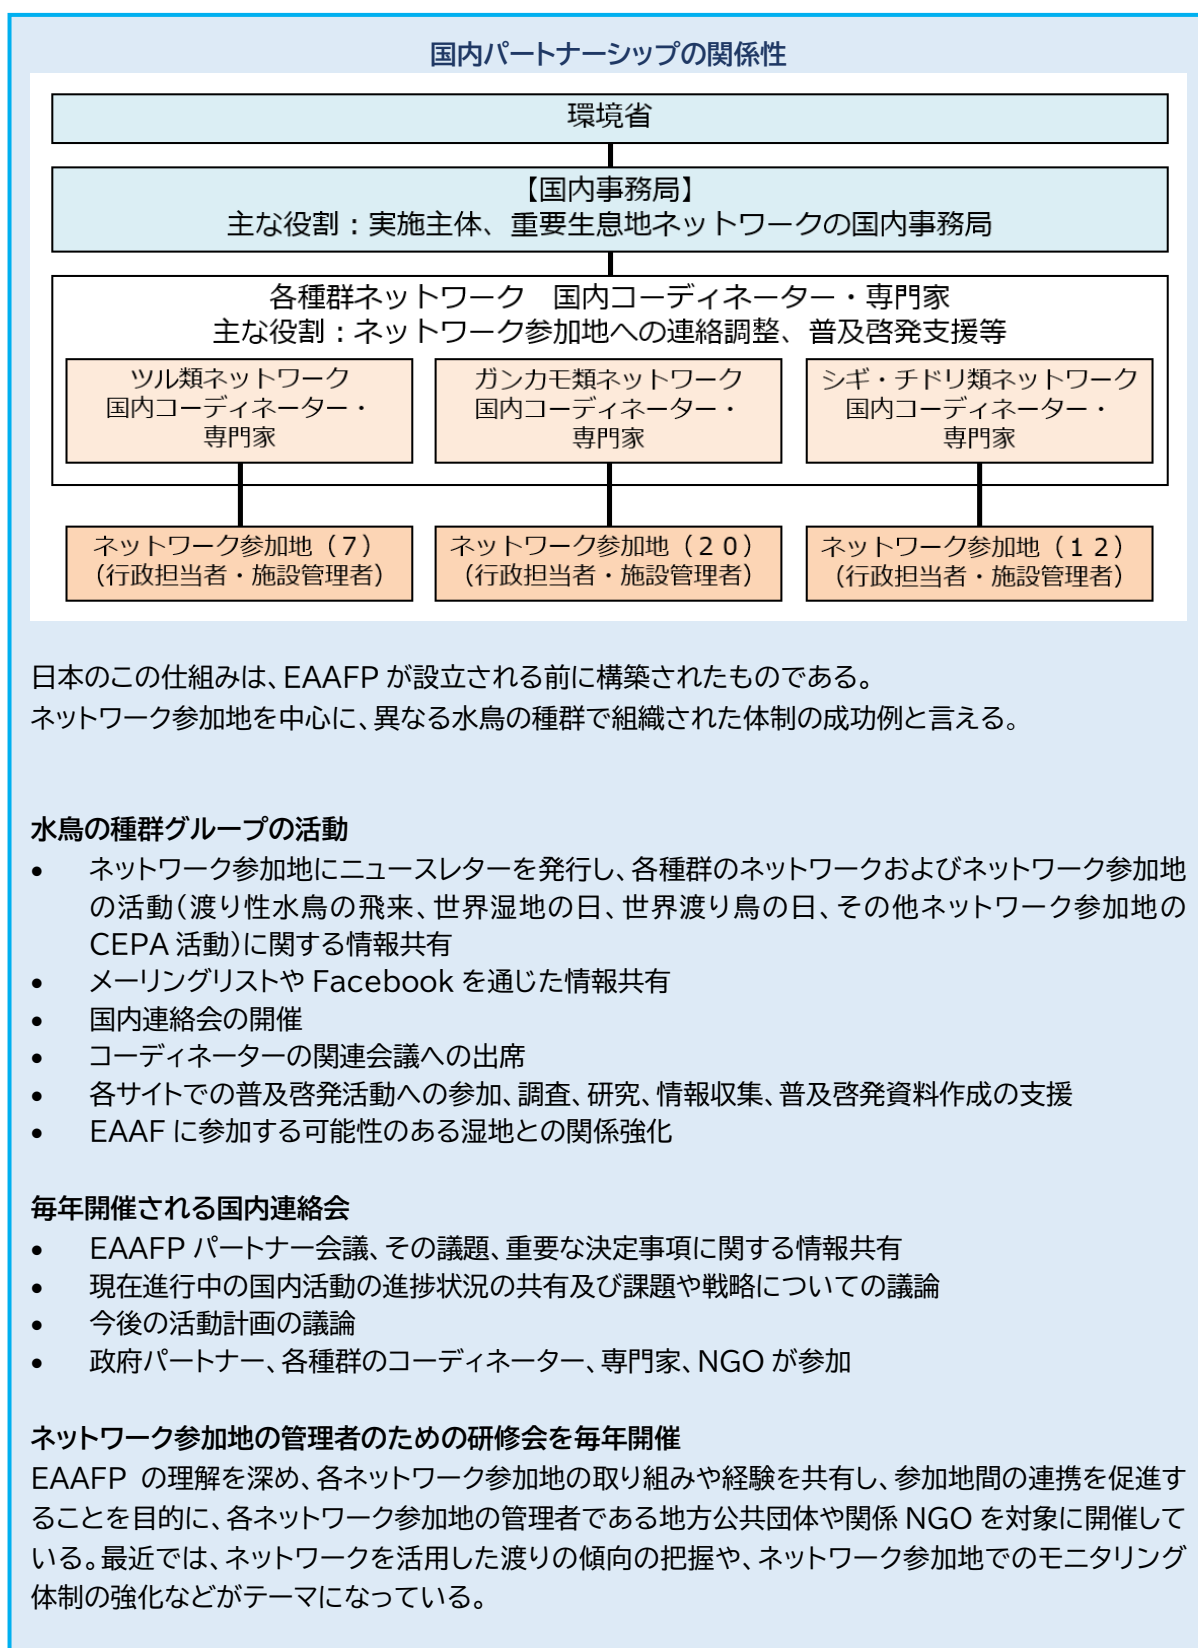 国内パートナーシップの関係性
環境省
【国内事務局】
主な役割：実施主体、重要生息地ネットワークの国内事務局
各種群ネットワーク　国内コーディネーター・専門家
主な役割：ネットワーク参加地への連絡調整、普及啓発支援等
ツル類ネットワーク
国内コーディネーター・
専門家
ガンカモ類ネットワーク
国内コーディネーター・
専門家
シギ・チドリ類ネットワーク
国内コーディネーター・
専門家
ネットワーク参加地（７）
（行政担当者・施設管理者）
ネットワーク参加地（２０）
（行政担当者・施設管理者）
ネットワーク参加地（１２）
（行政担当者・施設管理者）
日本のこの仕組みは、EAAFP が設立される前に構築されたものである。
ネットワーク参加地を中心に、異なる水鳥の種群で組織された体制の成功例と言える。
水鳥の種群グループの活動
• ネットワーク参加地にニュースレターを発行し、各種群のネットワークおよびネットワーク参加地
の活動（渡り性水鳥の飛来、世界湿地の日、世界渡り鳥の日、その他ネットワーク参加地の
CEPA 活動）に関する情報共有
• メーリングリストや Facebook を通じた情報共有
• 国内連絡会の開催
• コーディネーターの関連会議への出席
• 各サイトでの普及啓発活動への参加、調査、研究、情報収集、普及啓発資料作成の支援
• EAAF に参加する可能性のある湿地との関係強化
毎年開催される国内連絡会
• EAAFP パートナー会議、その議題、重要な決定事項に関する情報共有
• 現在進行中の国内活動の進捗状況の共有及び課題や戦略についての議論
• 今後の活動計画の議論
• 政府パートナー、各種群のコーディネーター、専門家、NGO が参加
ネットワーク参加地の管理者のための研修会を毎年開催
EAAFP の理解を深め、各ネットワーク参加地の取り組みや経験を共有し、参加地間の連携を促進す
ることを目的に、各ネットワーク参加地の管理者である地方公共団体や関係 NGO を対象に開催して
いる。最近では、ネットワークを活用した渡りの傾向の把握や、ネットワーク参加地でのモニタリング
体制の強化などがテーマになっている。